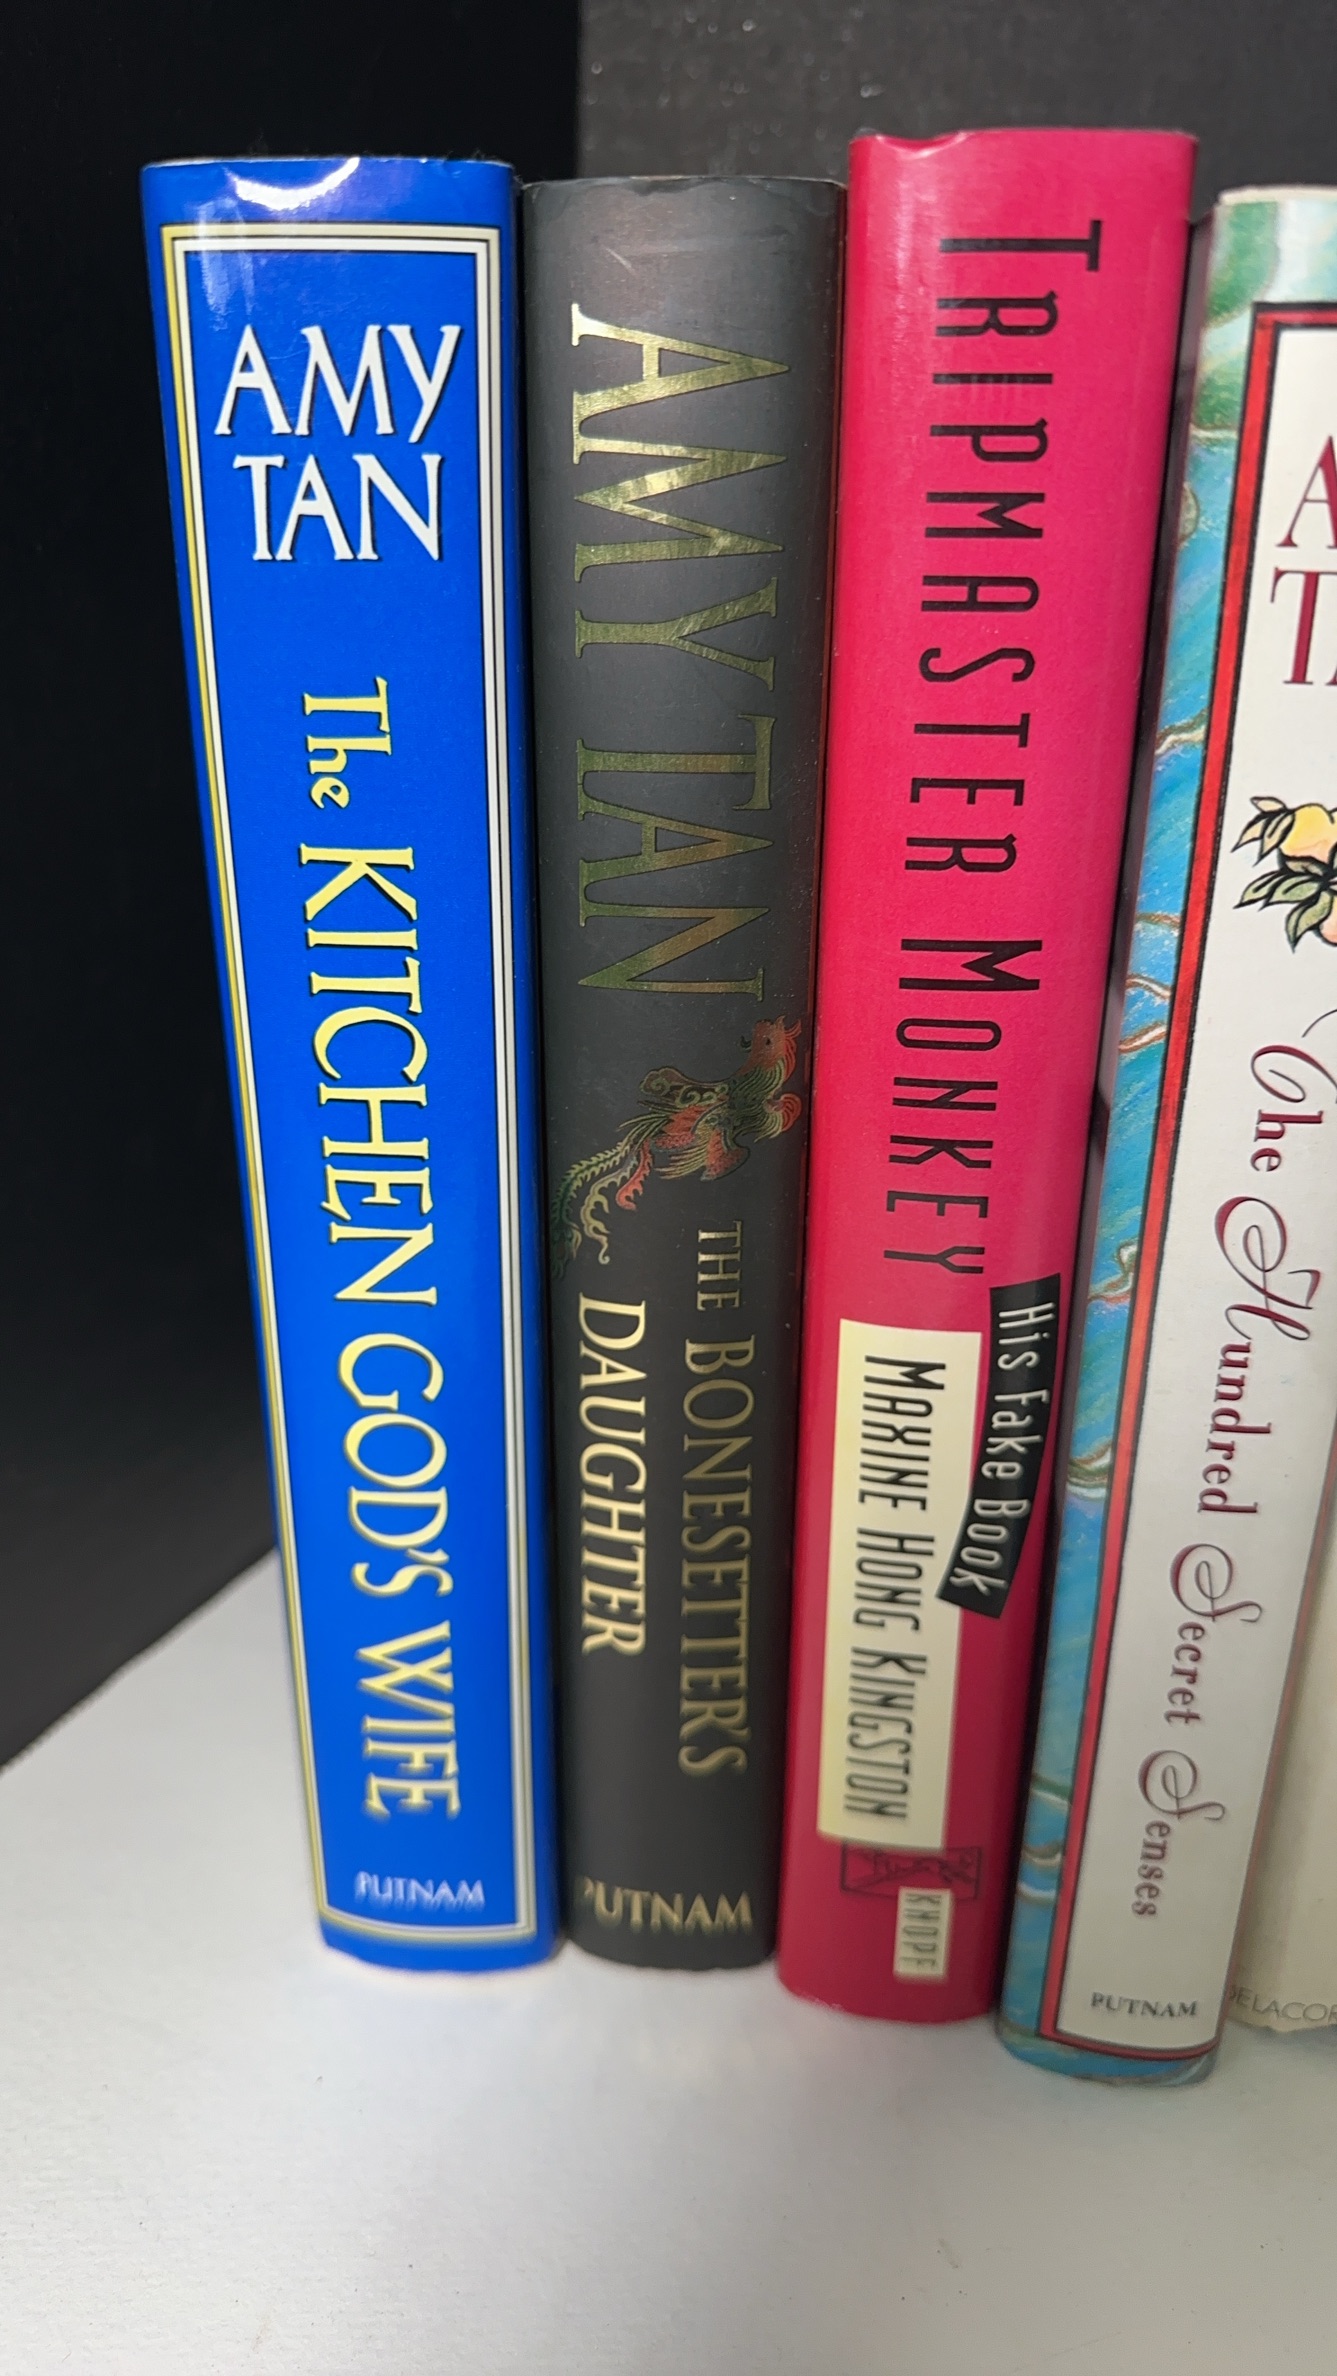 AMY
TAN
The KITCHEN GOD'S WIFE
PUTNAM
AMY TAN
THE BONESETTER'S
DAUGHTER
PUTNAM
TRIPMASTER MONKEY
His Fake Book
MAXINE HONG KINGSTON
KNOPF
A
T
The Hundred Secret Senses
PUTNAM
DELACOR